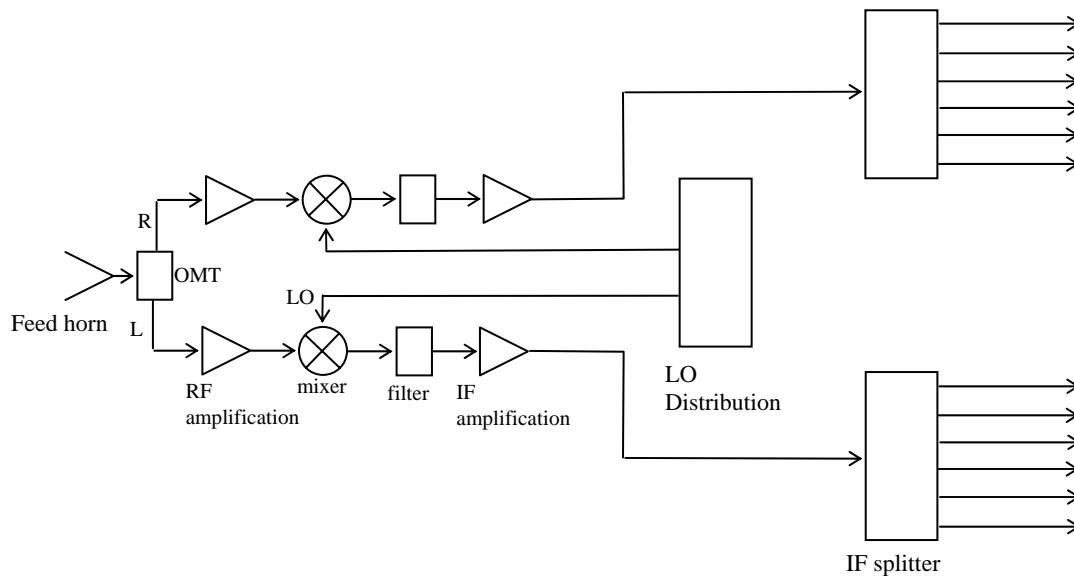 R
OMT
Feed horn
L
LO
RF
amplification
mixer
filter
IF
amplification
LO
Distribution
IF splitter